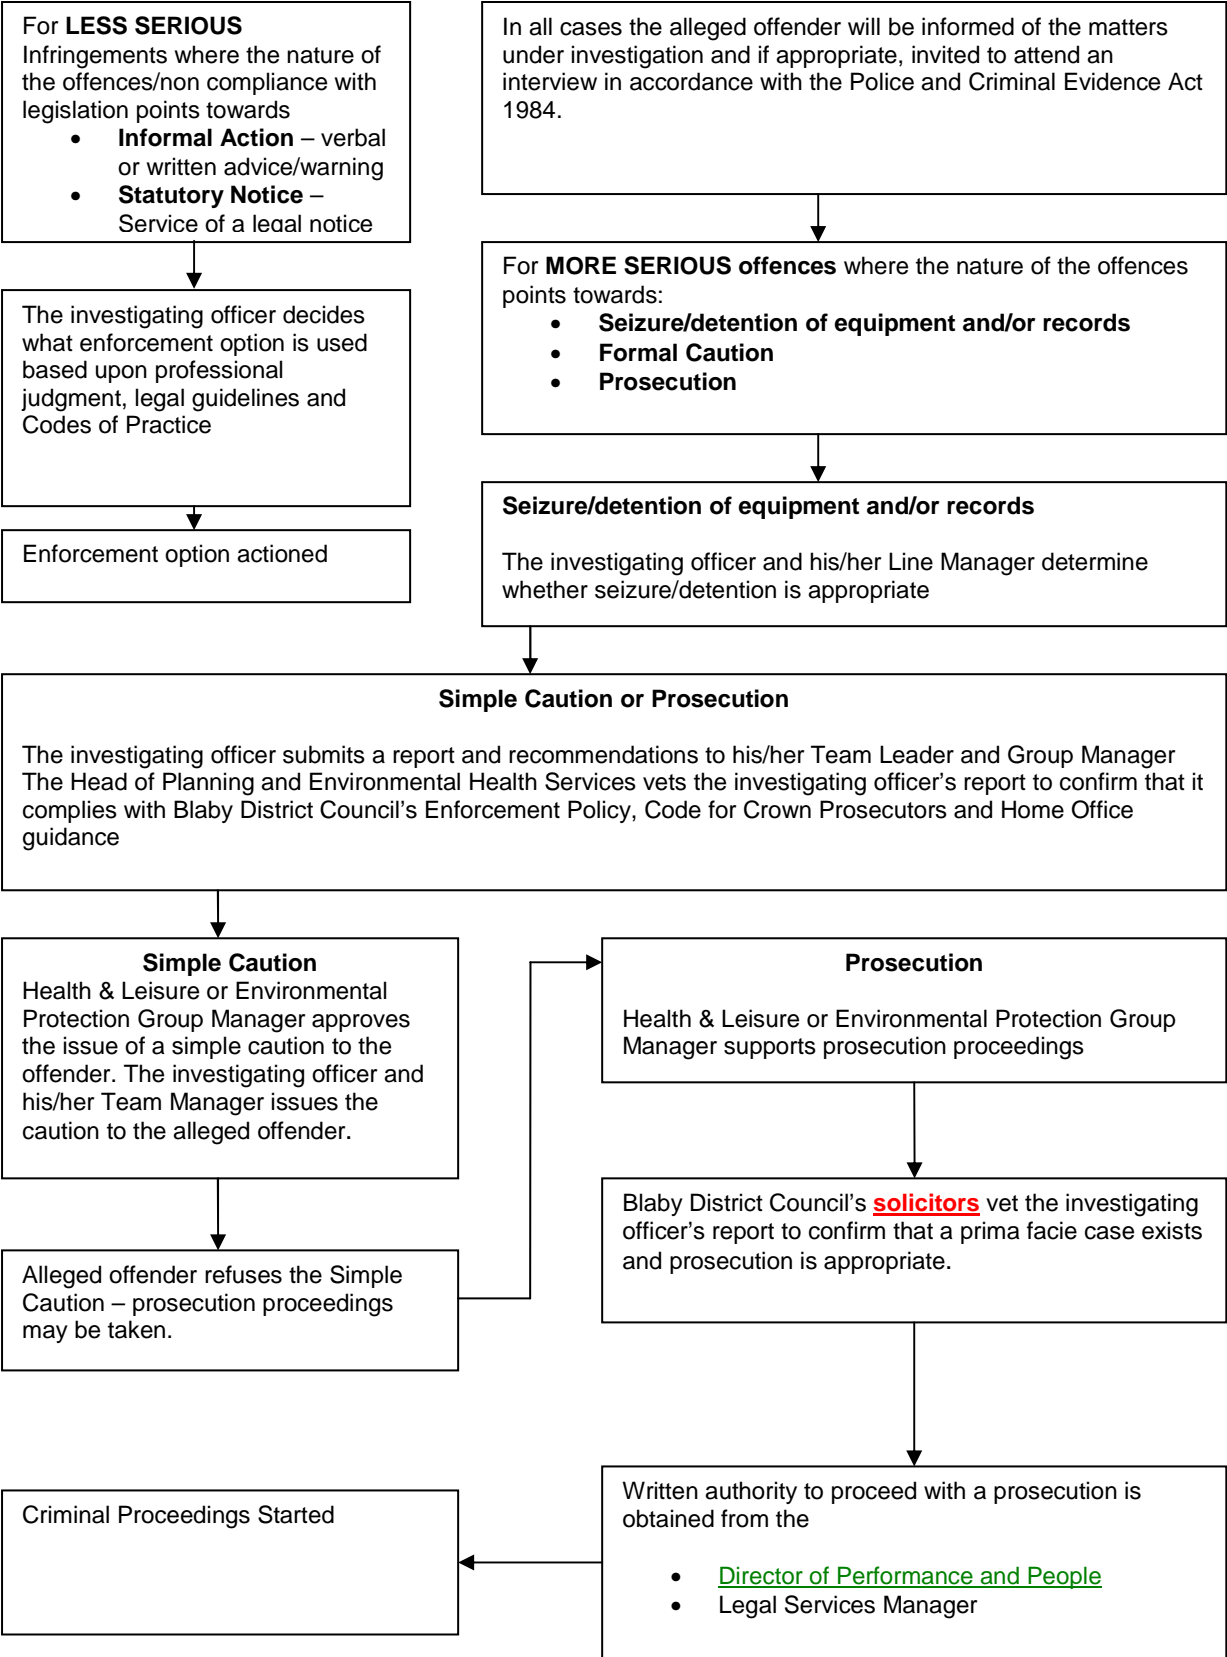 For LESS SERIOUS
Infringements where the nature of
the offences/non compliance with
legislation points towards
• Informal Action – verbal
or written advice/warning
• Statutory Notice –
Service of a legal notice
The investigating officer decides
what enforcement option is used
based upon professional
judgment, legal guidelines and
Codes of Practice
Enforcement option actioned
In all cases the alleged offender will be informed of the matters
under investigation and if appropriate, invited to attend an
interview in accordance with the Police and Criminal Evidence Act
1984.
For MORE SERIOUS offences where the nature of the offences
points towards:
• Seizure/detention of equipment and/or records
• Formal Caution
• Prosecution
Seizure/detention of equipment and/or records
The investigating officer and his/her Line Manager determine
whether seizure/detention is appropriate
Simple Caution or Prosecution
The investigating officer submits a report and recommendations to his/her Team Leader and Group Manager
The Head of Planning and Environmental Health Services vets the investigating officer’s report to confirm that it
complies with Blaby District Council’s Enforcement Policy, Code for Crown Prosecutors and Home Office
guidance
Simple Caution
Health & Leisure or Environmental
Protection Group Manager approves
the issue of a simple caution to the
offender. The investigating officer and
his/her Team Manager issues the
caution to the alleged offender.
Alleged offender refuses the Simple
Caution – prosecution proceedings
may be taken.
Prosecution
Health & Leisure or Environmental Protection Group
Manager supports prosecution proceedings
Blaby District Council’s solicitors vet the investigating
officer’s report to confirm that a prima facie case exists
and prosecution is appropriate.
Written authority to proceed with a prosecution is
obtained from the
• Director of Performance and People
• Legal Services Manager
Criminal Proceedings Started